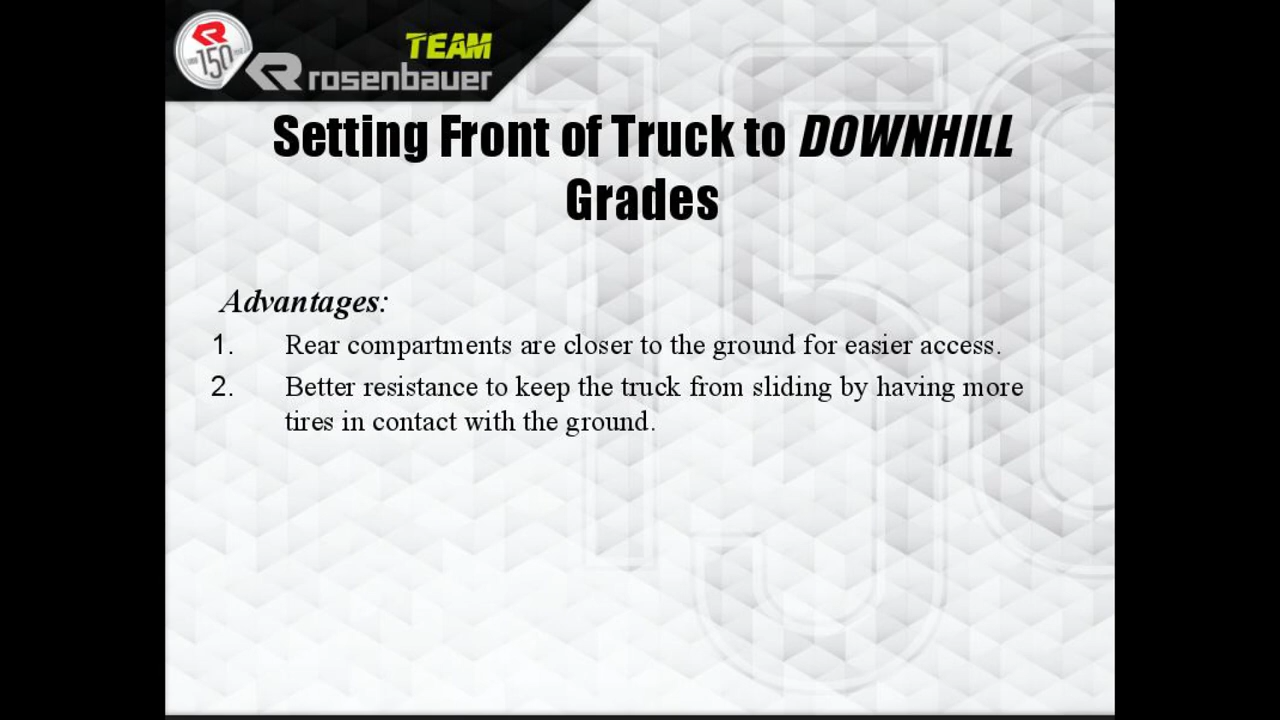 R
150
TEAM
rosenbauer
Setting Front of Truck to DOWNHILL
Grades
Advantages:
1. Rear compartments are closer to the ground for easier access.
2. Better resistance to keep the truck from sliding by having more
tires in contact with the ground.
150